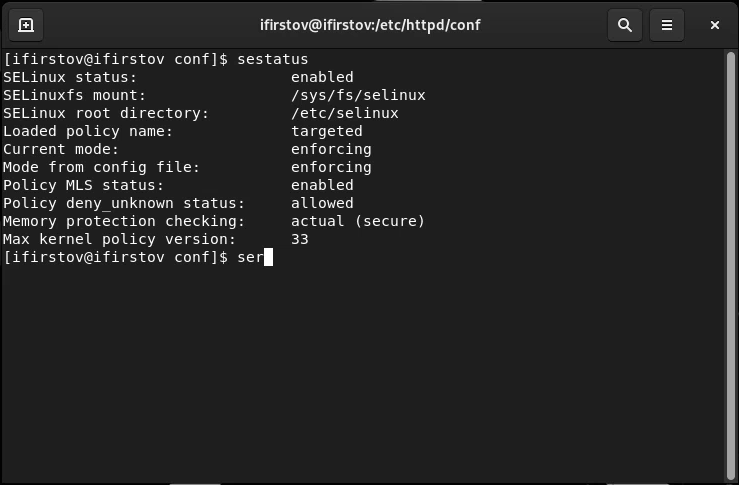 ifirstov@ifirstov:/etc/httpd/conf
[ifirstov@ifirstov conf]$ sestatus
SELinux status:                 enabled
SELinuxfs mount:                /sys/fs/selinux
SELinux root directory:         /etc/selinux
Loaded policy name:             targeted
Current mode:                   enforcing
Mode from config file:          enforcing
Policy MLS status:              enabled
Policy deny_unknown status:     allowed
Memory protection checking:     actual (secure)
Max kernel policy version:      33
[ifirstov@ifirstov conf]$ ser